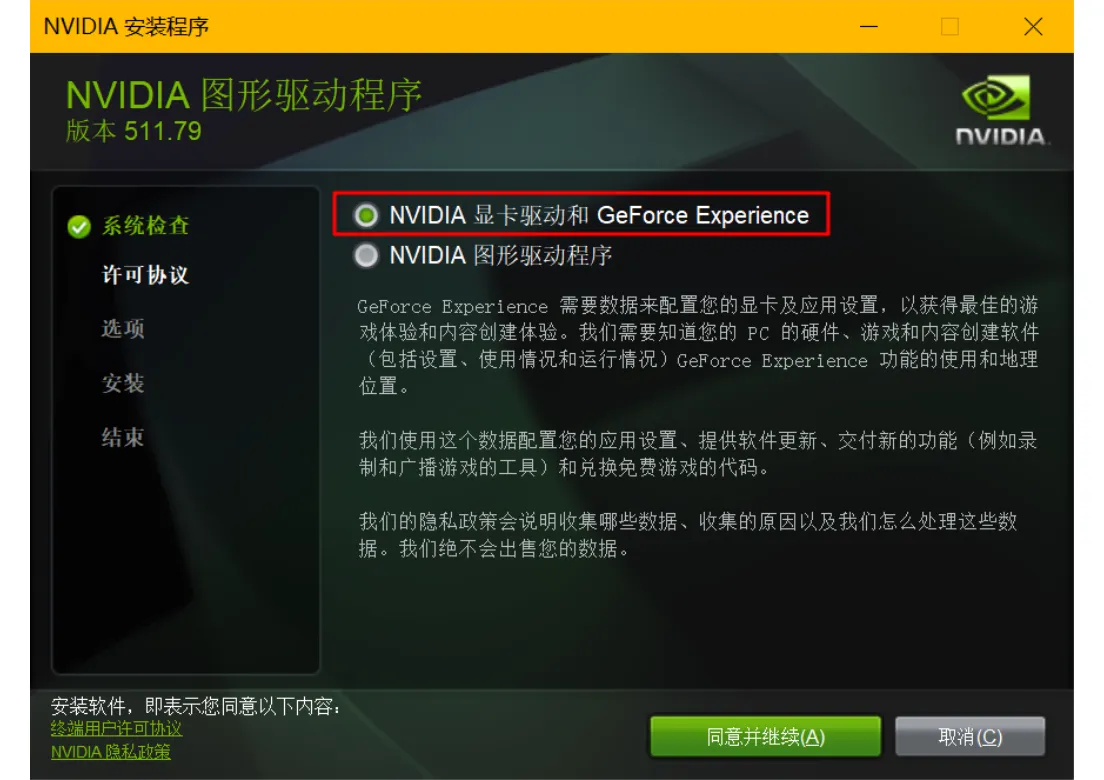 NVIDIA 安装程序
NVIDIA 图形驱动程序
版本 511.79
NVIDIA.
系统检查
许可协议
选项
安装
结束
NVIDIA 显卡驱动和 GeForce Experience
NVIDIA 图形驱动程序
GeForce Experience 需要数据来配置您的显卡及应用设置，以获得最佳的游
戏体验和内容创建体验。我们需要知道您的 PC 的硬件、游戏和内容创建软件
（包括设置、使用情况和运行情况）GeForce Experience 功能的使用和地理
位置。
我们使用这个数据配置您的应用设置、提供软件更新、交付新的功能（例如录
制和广播游戏的工具）和兑换免费游戏的代码。
我们的隐私政策会说明收集哪些数据、收集的原因以及我们怎么处理这些数
据。我们绝不会出售您的数据。
安装软件，即表示您同意以下内容：
终端用户许可协议
NVIDIA 隐私政策
同意并继续(A)
取消(C)